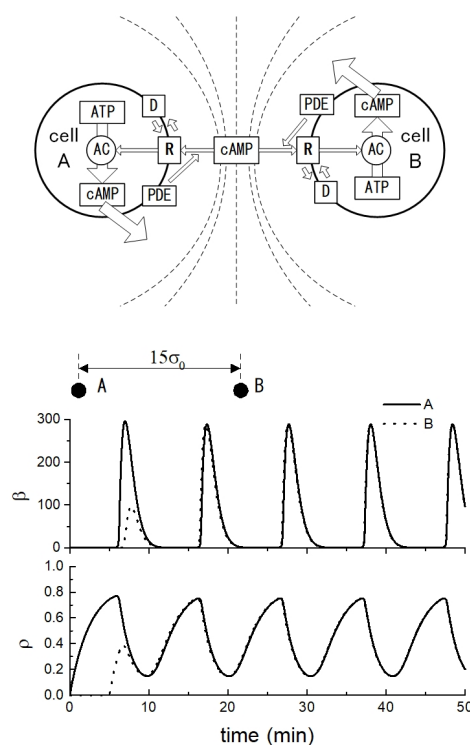 ATP D PDE cAMP
cell A AC R cAMP R AC cell B
cAMP PDE D ATP
15σ₀
A B
A
B
β
300
200
100
0
ρ
1.0
0.8
0.6
0.4
0.2
0.0
0 10 20 30 40 50
time (min)